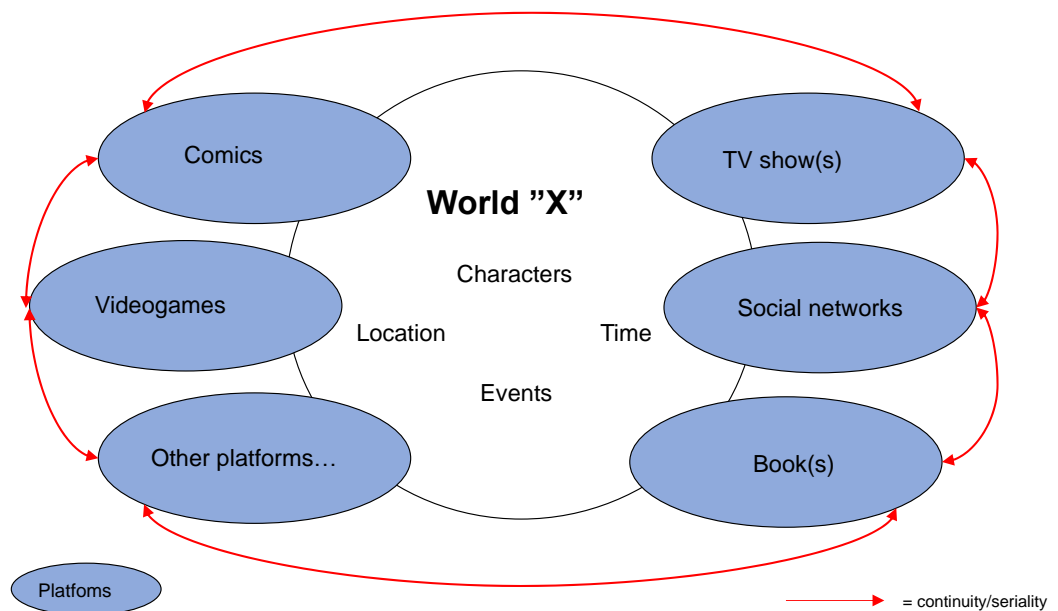 Comics
TV show(s)
World ”X”
Characters
Videogames
Social networks
Location
Time
Events
Other platforms…
Book(s)
Platfoms
= continuity/seriality